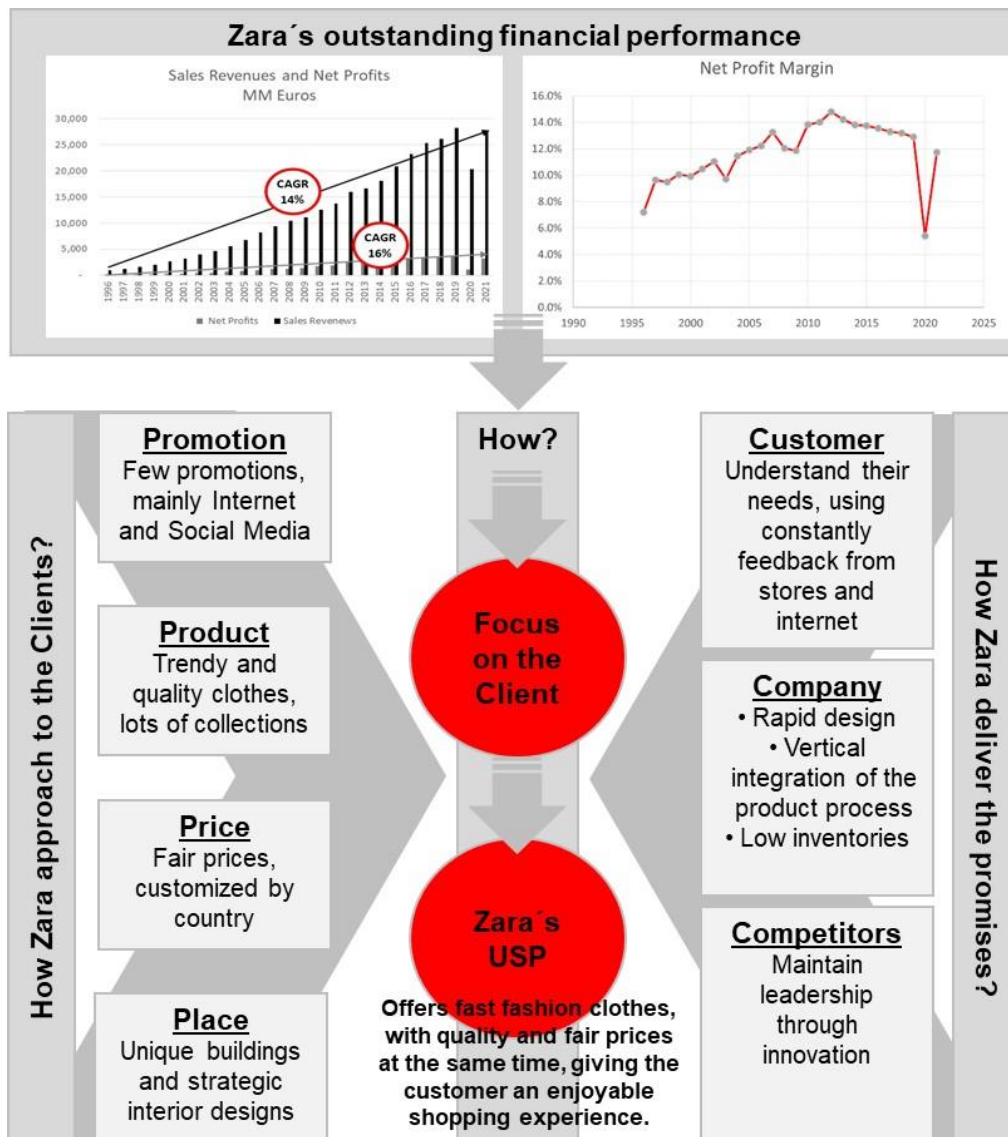 Zara´s outstanding financial performance
Sales Revenues and Net Profits
MM Euros
30,000
25,000
20,000
15,000
10,000
5,000
-
CAGR
14%
CAGR
16%
1996
1997
1998
1999
2000
2001
2002
2003
2004
2005
2006
2007
2008
2009
2010
2011
2012
2013
2014
2015
2016
2017
2018
2019
2020
2021
Net Profits
Sales Revenews
Net Profit Margin
16.0%
14.0%
12.0%
10.0%
8.0%
6.0%
4.0%
2.0%
0.0%
1990
1995
2000
2005
2010
2015
2020
2025
How Zara approach to the Clients?
Promotion
Few promotions,
mainly Internet
and Social Media
Product
Trendy and
quality clothes,
lots of collections
Price
Fair prices,
customized by
country
Place
Unique buildings
and strategic
interior designs
How?
Focus
on the
Client
Zara´s
USP
Offers fast fashion clothes,
with quality and fair prices
at the same time, giving the
customer an enjoyable
shopping experience.
Customer
Understand their
needs, using
constantly
feedback from
stores and
internet
Company
• Rapid design
• Vertical
integration of the
product process
• Low inventories
Competitors
Maintain
leadership
through
innovation
How Zara deliver the promises?